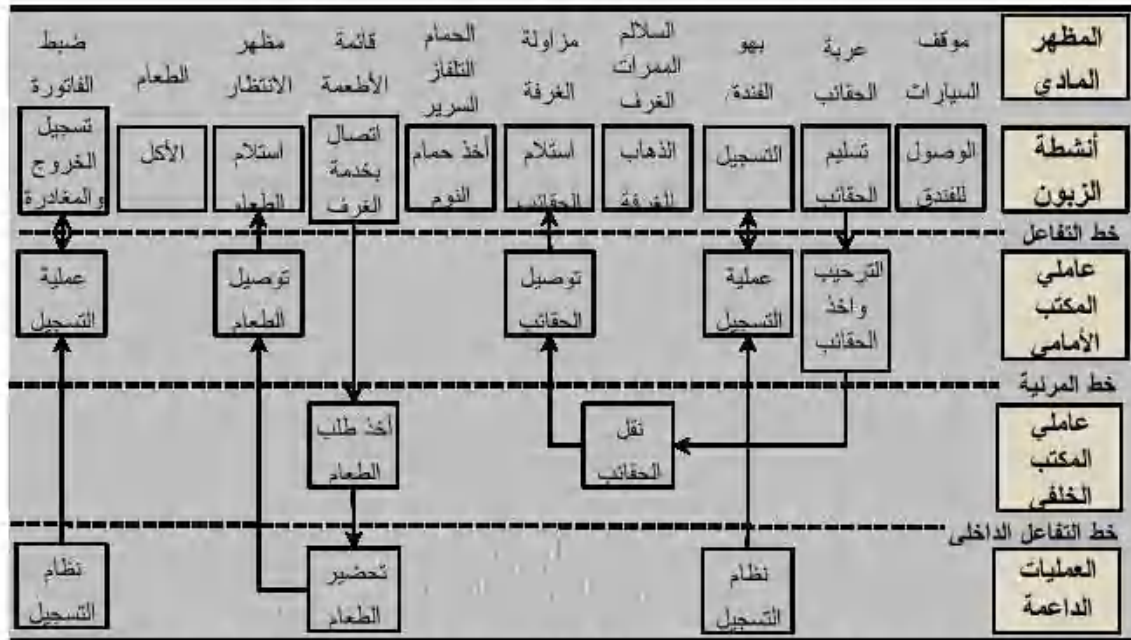 المظهر
المادي
موقف
السيارات
عربة
الحقائب
بهو
الفندة
السلالم
الممرات
الغرف
مزاولة
الغرفة
الحمام
التلفاز
السرير
قائمة
الأطعمة
مظهر
الانتظار
الطعام
ضبط
الفاتورة
أنشطة
الزبون
الوصول
للفندق
تسليم
الحقائب
التسجيل
الذهاب
للغرفة
استلام
الحقائب
أخذ حمام
النوم
اتصال
بخدمة
الغرف
استلام
الطعام
الأكل
تسجيل
الخروج
والمغادرة
خط التفاعل
عاملي
المكتب
الأمامي
الترحيب
واخذ
الحقائب
عملية
التسجيل
توصيل
الحقائب
توصيل
الطعام
عملية
التسجيل
خط المرئية
عاملي
المكتب
الخلفي
نقل
الحقائب
أخذ طلب
الطعام
خط التفاعل الداخلى
العمليات
الداعمة
نظام
التسجيل
تحضير
الطعام
نظام
التسجيل